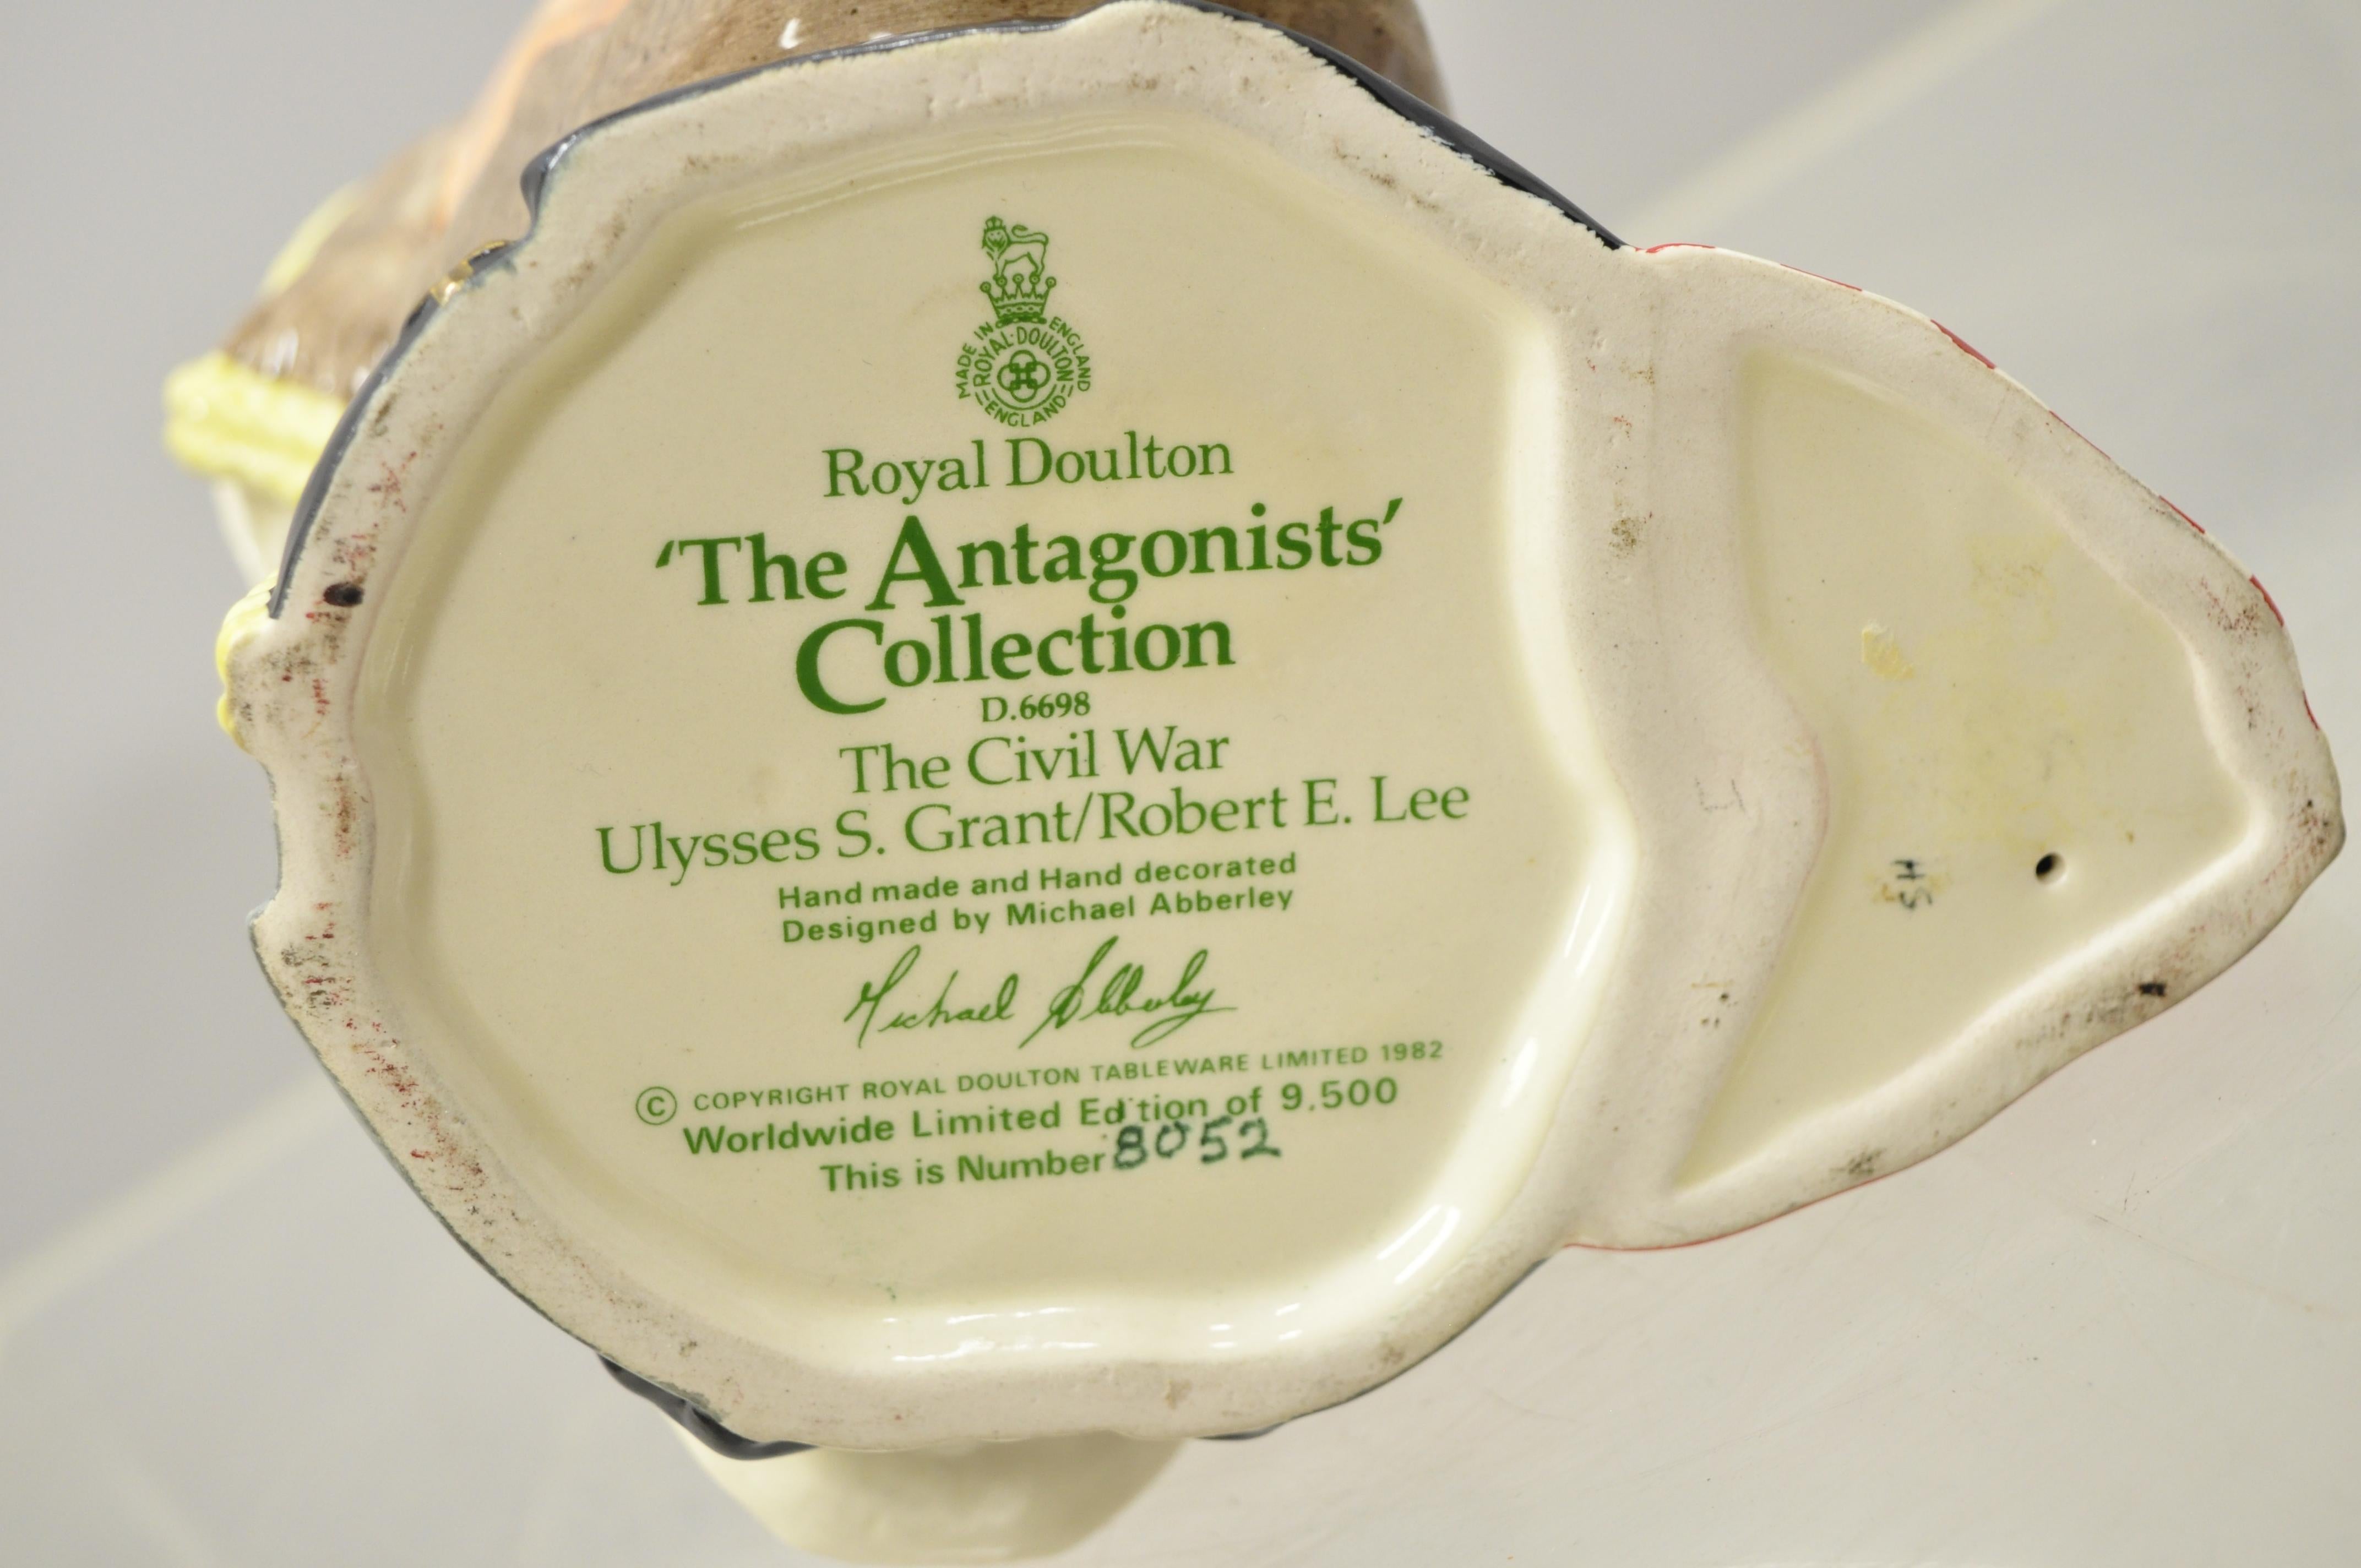 MADE IN ENGLAND
ROYAL·DOULTON
ENGLAND
Royal Doulton
‘The Antagonists’
Collection
D.6698
The Civil War
Ulysses S. Grant/Robert E. Lee
Hand made and Hand decorated
Designed by Michael Abberley
Michael Abberley
© COPYRIGHT ROYAL DOULTON TABLEWARE LIMITED 1982
Worldwide Limited Edition of 9.500
This is Number 8052
HS